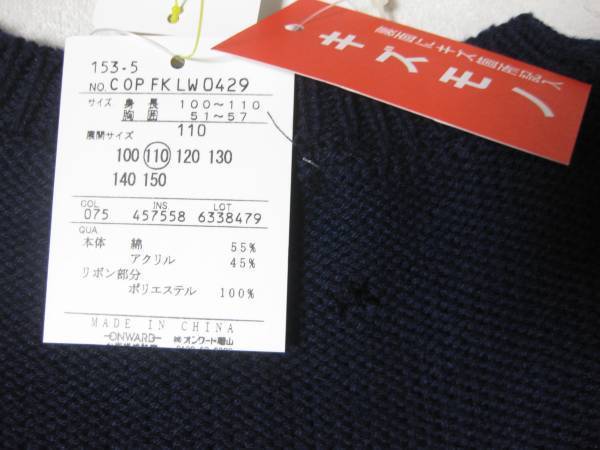 153-5
NO. COPFKLW0429
サイズ 身長 100～110
胸囲 51～57
展開サイズ 110
100 110 120 130
140 150
COL INS LOT
075 457558 6338479
QUA
本体 綿 55%
アクリル 45%
リボン部分
ポリエステル 100%
MADE IN CHINA
ONWARD ㈱オンワード樫山
キズモノ